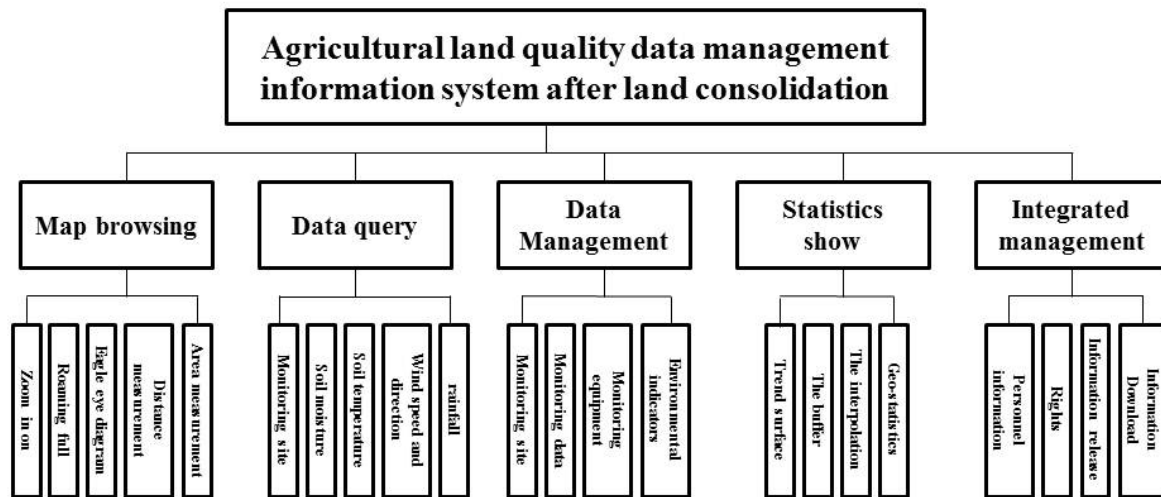 Agricultural land quality data management
information system after land consolidation
Map browsing
Data query
Data
Management
Statistics
show
Integrated
management
Zoom in on
Roaming full
Eagle eye diagram
Distance
measurement
Area measurement
Monitoring site
Soil moisture
Soil temperature
Wind speed and
direction
rainfall
Monitoring site
Monitoring data
Monitoring
equipment
Environmental
indicators
Trend surface
The buffer
The interpolation
Geo-statistics
Personnel
information
Rights
Information release
Information
Download